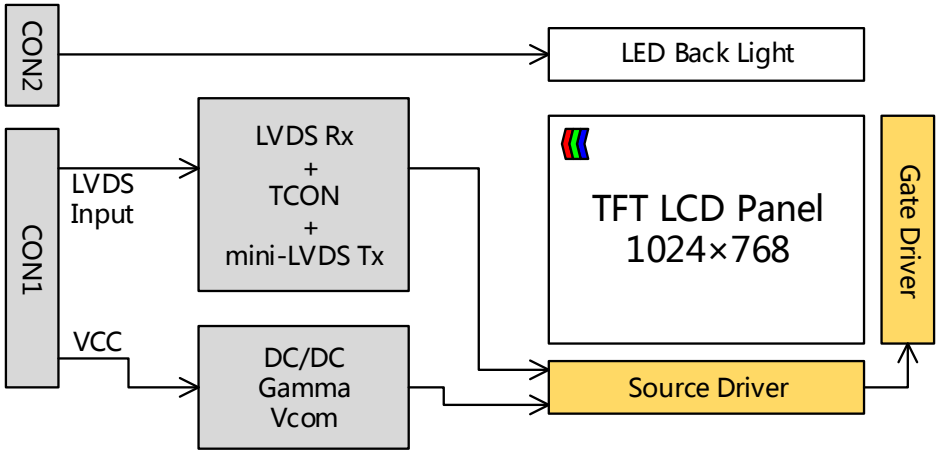 CON2
LED Back Light
CON1
LVDS
Input
LVDS Rx
+
TCON
+
mini-LVDS Tx
TFT LCD Panel
1024×768
Gate Driver
VCC
DC/DC
Gamma
Vcom
Source Driver